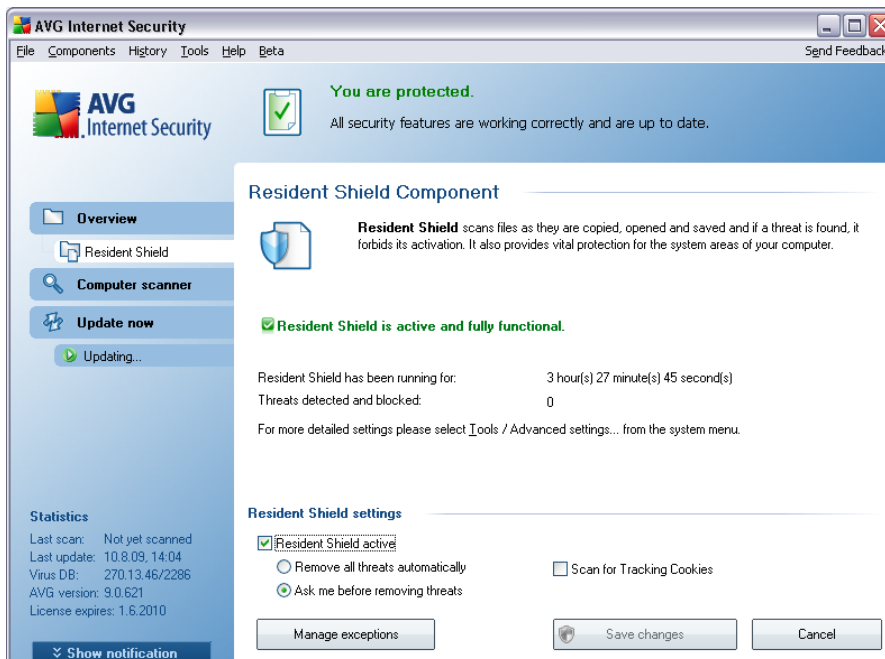 AVG Internet Security
File Components History Tools Help Beta
Send Feedback
AVG
Internet Security
You are protected.
All security features are working correctly and are up to date.
Overview
Resident Shield
Computer scanner
Update now
Updating...
Resident Shield Component
Resident Shield scans files as they are copied, opened and saved and if a threat is found, it
forbids its activation. It also provides vital protection for the system areas of your computer.
Resident Shield is active and fully functional.
Resident Shield has been running for: 3 hour(s) 27 minute(s) 45 second(s)
Threats detected and blocked: 0
For more detailed settings please select Tools / Advanced settings... from the system menu.
Resident Shield settings
Resident Shield active
Remove all threats automatically
Ask me before removing threats
Scan for Tracking Cookies
Manage exceptions
Save changes
Cancel
Statistics
Last scan: Not yet scanned
Last update: 10.8.09, 14:04
Virus DB: 270.13.46/2286
AVG version: 9.0.621
License expires: 1.6.2010
Show notification